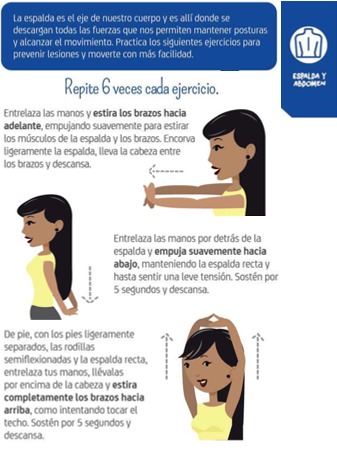 La espalda es el eje de nuestro cuerpo y es allí donde se
descargan todas las fuerzas que nos permiten mantener posturas
y alcanzar el movimiento. Practica los siguientes ejercicios para
prevenir lesiones y moverte con más facilidad.
ESPALDA Y
ABDOMEN
Repite 6 veces cada ejercicio.
Entrelaza las manos y estira los brazos hacia
adelante, empujando suavemente para estirar
los músculos de la espalda y los brazos. Encorva
ligeramente la espalda, lleva la cabeza entre
los brazos y descansa.
Entrelaza las manos por detrás de la
espalda y empuja suavemente hacia
abajo, manteniendo la espalda recta y
hasta sentir una leve tensión. Sostén por
5 segundos y descansa.
De pie, con los pies ligeramente
separados, las rodillas
semiflexionadas y la espalda recta,
entrelaza tus manos, llévalas
por encima de la cabeza y estira
completamente los brazos hacia
arriba, como intentando tocar el
techo. Sostén por 5 segundos y
descansa.